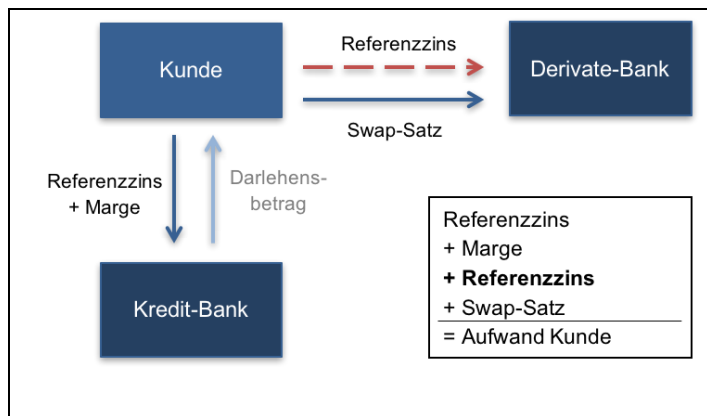 Kunde
Referenzzins
Swap-Satz
Derivate-Bank
Referenzzins
+ Marge
Darlehens-
betrag
Kredit-Bank
Referenzzins
+ Marge
+ Referenzzins
+ Swap-Satz
= Aufwand Kunde